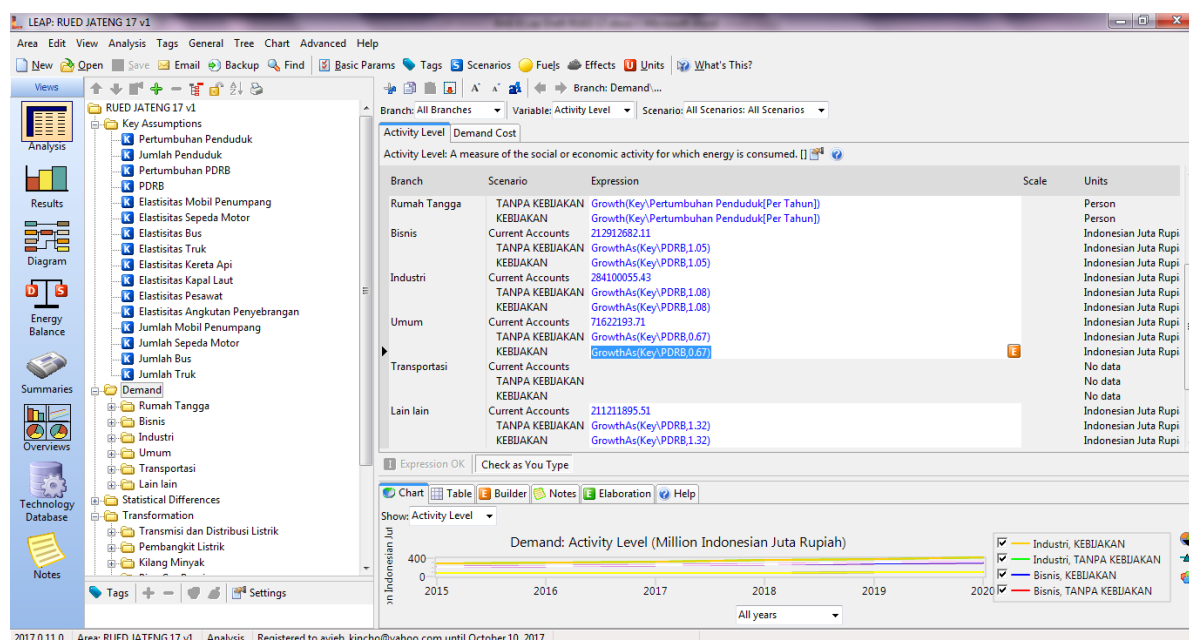 LEAP: RUED JATENG 17 v1
Area Edit View Analysis Tags General Tree Chart Advanced Help
New Open Save Email Backup Find Basic Params Tags Scenarios Fuels Effects Units What's This?
Views
Analysis
Results
Diagram
Energy Balance
Summaries
Overviews
Technology Database
Notes
RUED JATENG 17 v1
Key Assumptions
Pertumbuhan Penduduk
Jumlah Penduduk
Pertumbuhan PDRB
PDRB
Elastisitas Mobil Penumpang
Elastisitas Sepeda Motor
Elastisitas Bus
Elastisitas Truk
Elastisitas Kereta Api
Elastisitas Kapal Laut
Elastisitas Pesawat
Elastisitas Angkutan Penyebrangan
Jumlah Mobil Penumpang
Jumlah Sepeda Motor
Jumlah Bus
Jumlah Truk
Demand
Rumah Tangga
Bisnis
Industri
Umum
Transportasi
Lain lain
Statistical Differences
Transformation
Transmisi dan Distribusi Listrik
Pembangkit Listrik
Kilang Minyak
Tags Settings
Branch: Demand\...
Branch: All Branches Variable: Activity Level Scenario: All Scenarios: All Scenarios
Activity Level Demand Cost
Activity Level: A measure of the social or economic activity for which energy is consumed. []
Branch Scenario Expression Scale Units
Rumah Tangga TANPA KEBIJAKAN Growth(Key\Pertumbuhan Penduduk[Per Tahun]) Person
KEBIJAKAN Growth(Key\Pertumbuhan Penduduk[Per Tahun]) Person
Bisnis Current Accounts 212912682.11 Indonesian Juta Rupi
TANPA KEBIJAKAN GrowthAs(Key\PDRB,1.05) Indonesian Juta Rupi
KEBIJAKAN GrowthAs(Key\PDRB,1.05) Indonesian Juta Rupi
Industri Current Accounts 284100055.43 Indonesian Juta Rupi
TANPA KEBIJAKAN GrowthAs(Key\PDRB,1.08) Indonesian Juta Rupi
KEBIJAKAN GrowthAs(Key\PDRB,1.08) Indonesian Juta Rupi
Umum Current Accounts 71622193.71 Indonesian Juta Rupi
TANPA KEBIJAKAN GrowthAs(Key\PDRB,0.67) Indonesian Juta Rupi
KEBIJAKAN GrowthAs(Key\PDRB,0.67) E Indonesian Juta Rupi
Transportasi Current Accounts No data
TANPA KEBIJAKAN No data
KEBIJAKAN No data
Lain lain Current Accounts 211211895.51 Indonesian Juta Rupi
TANPA KEBIJAKAN GrowthAs(Key\PDRB,1.32) Indonesian Juta Rupi
KEBIJAKAN GrowthAs(Key\PDRB,1.32) Indonesian Juta Rupi
Expression OK Check as You Type
Chart Table Builder Notes Elaboration Help
Show: Activity Level
Demand: Activity Level (Million Indonesian Juta Rupiah)
on Indonesian Jut
400
0
2015 2016 2017 2018 2019 2020
Industri, KEBIJAKAN
Industri, TANPA KEBIJAKAN
Bisnis, KEBIJAKAN
Bisnis, TANPA KEBIJAKAN
All years
2017.0.11.0 Area: RUED JATENG 17 v1 Analysis Registered to avieb_kincho@yahoo.com until October 10, 2017